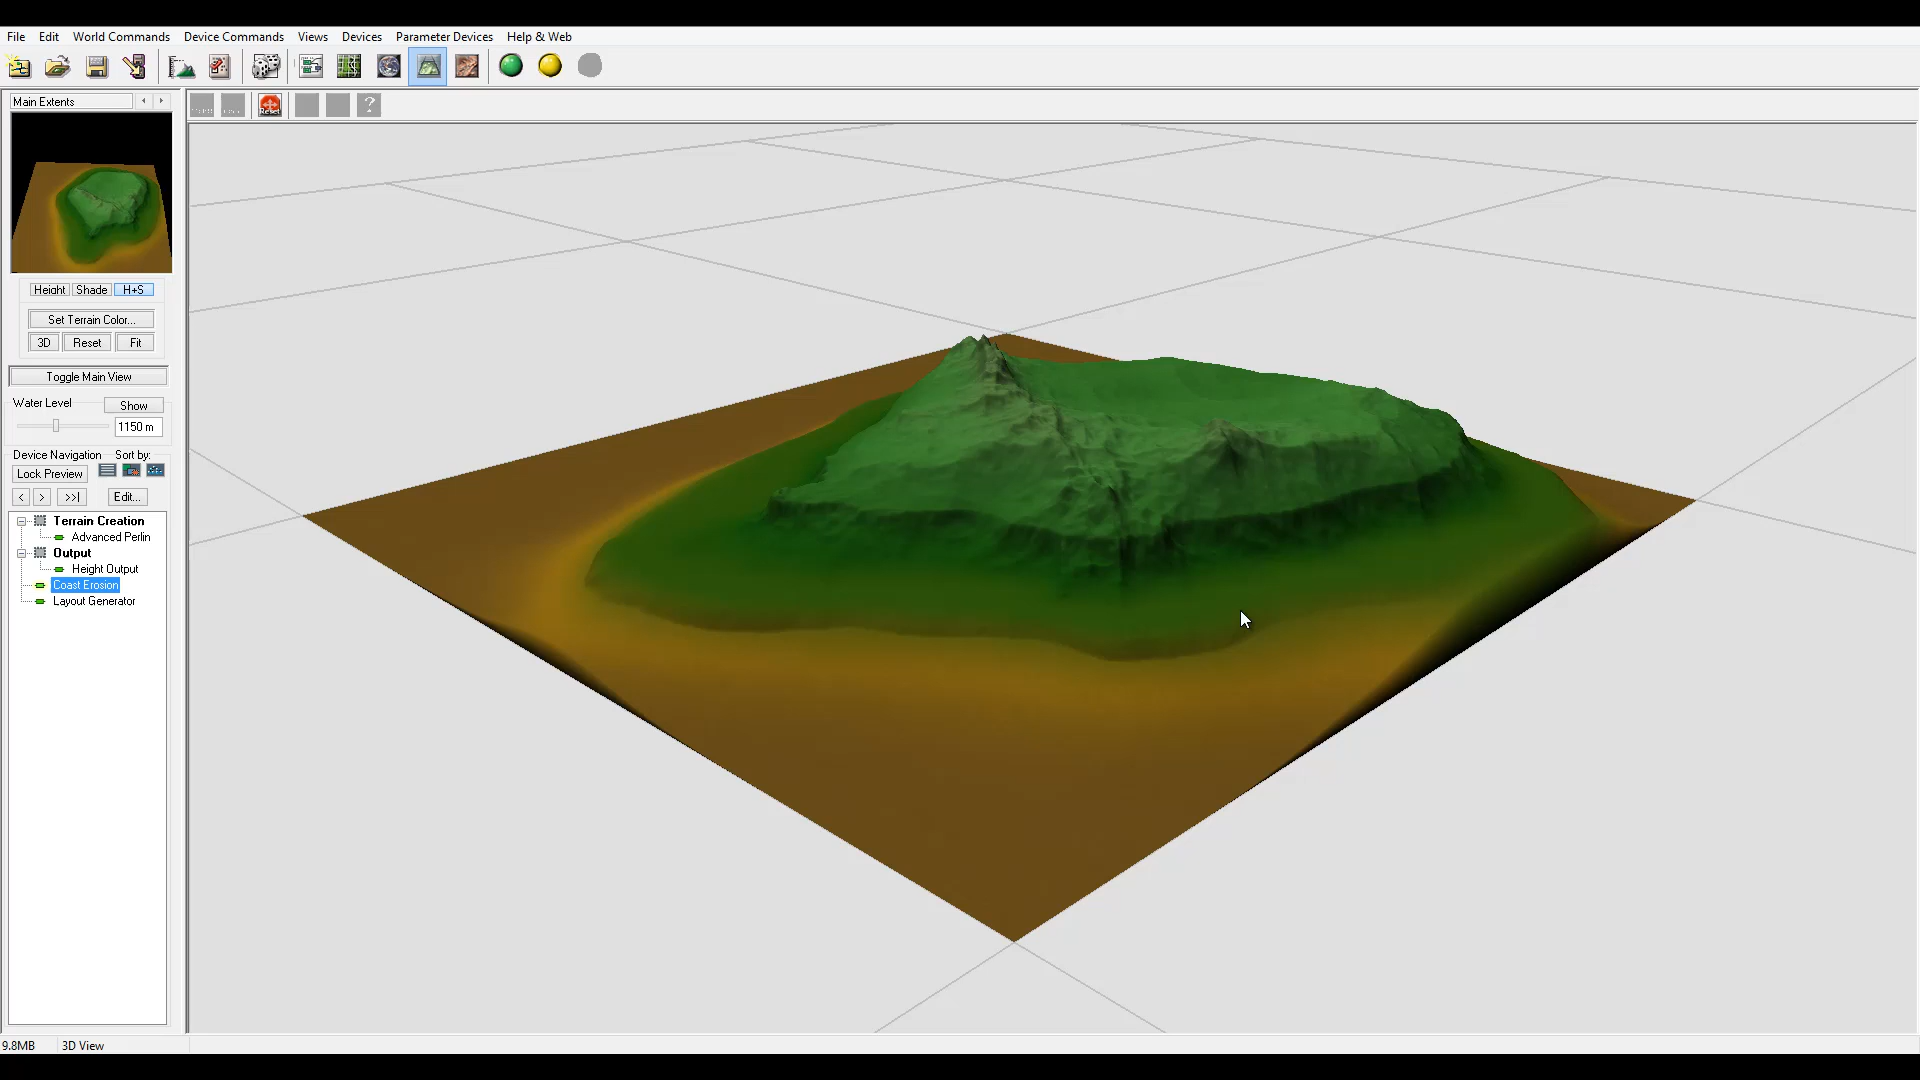 File Edit World Commands Device Commands Views Devices Parameter Devices Help & Web
Main Extents
Reset
?
Height Shade H+S
Set Terrain Color...
3D Reset Fit
Toggle Main View
Water Level Show
1150 m
Device Navigation Sort by:
Lock Preview
< > >>| Edit...
Terrain Creation
Advanced Perlin
Output
Height Output
Coast Erosion
Layout Generator
9.8MB 3D View